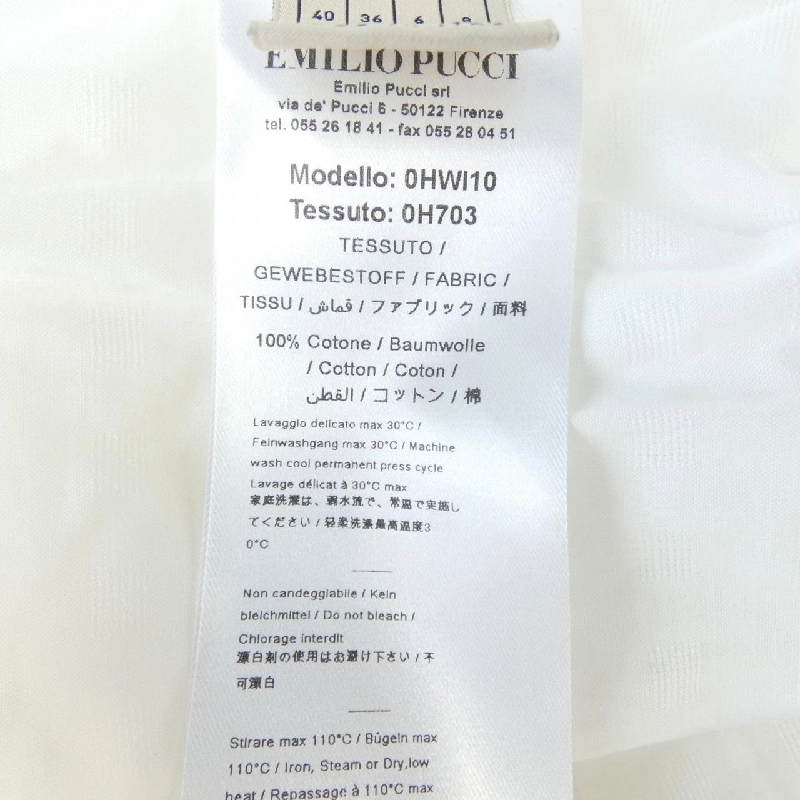 40 36 6 8
EMILIO PUCCI
Emilio Pucci srl
via de' Pucci 6 - 50122 Firenze
tel. 055 26 18 41 - fax 055 28 04 51
Modello: 0HWI10
Tessuto: 0H703
TESSUTO /
GEWEBESTOFF / FABRIC /
TISSU / قماش / ファブリック / 面料
100% Cotone / Baumwolle
/ Cotton / Coton /
القطن / コットン / 棉
Lavaggio delicato max 30°C /
Feinwashgang max 30°C / Machine
wash cool permanent press cycle
Lavage délicat à 30°C max
家庭洗濯は、弱水流で、常温で実施し
てください / 轻柔洗涤最高温度3
0°C
Non candeggiabile / Kein
bleichmittel / Do not bleach /
Chlorage interdit
漂白剤の使用はお避け下さい / 不
可漂白
Stirare max 110°C / Bügeln max
110°C / Iron, Steam or Dry,low
heat / Repassage à 110°C max